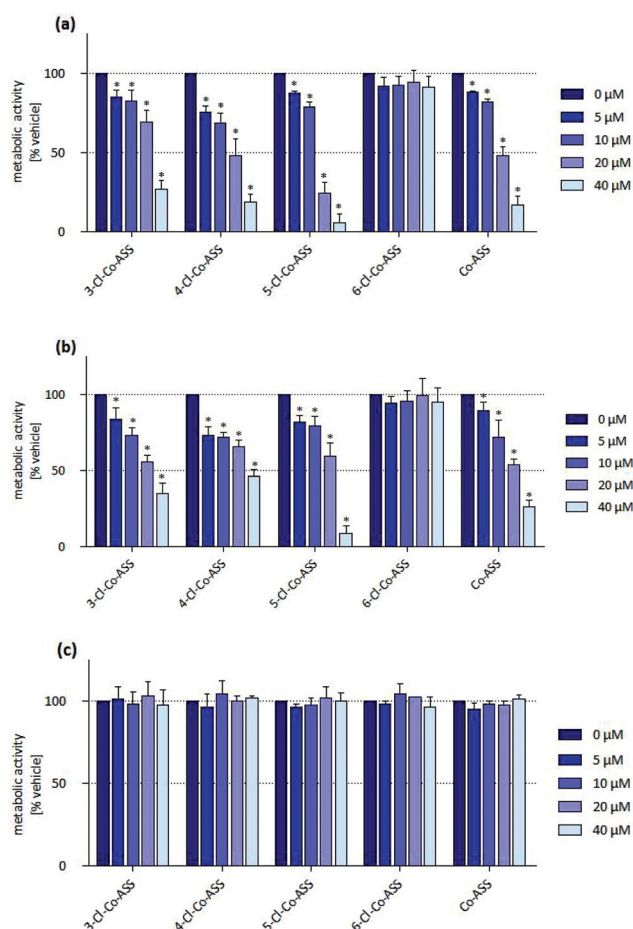 (a)
metabolic activity
[% vehicle]
100
50
0
* * * *
* * * *
* * * *
* * * *
3-Cl-Co-ASS
4-Cl-Co-ASS
5-Cl-Co-ASS
6-Cl-Co-ASS
Co-ASS
0 µM
5 µM
10 µM
20 µM
40 µM
(b)
metabolic activity
[% vehicle]
100
50
0
* * * *
* * * *
* * * *
* * * *
3-Cl-Co-ASS
4-Cl-Co-ASS
5-Cl-Co-ASS
6-Cl-Co-ASS
Co-ASS
0 µM
5 µM
10 µM
20 µM
40 µM
(c)
metabolic activity
[% vehicle]
100
50
0
3-Cl-Co-ASS
4-Cl-Co-ASS
5-Cl-Co-ASS
6-Cl-Co-ASS
Co-ASS
0 µM
5 µM
10 µM
20 µM
40 µM